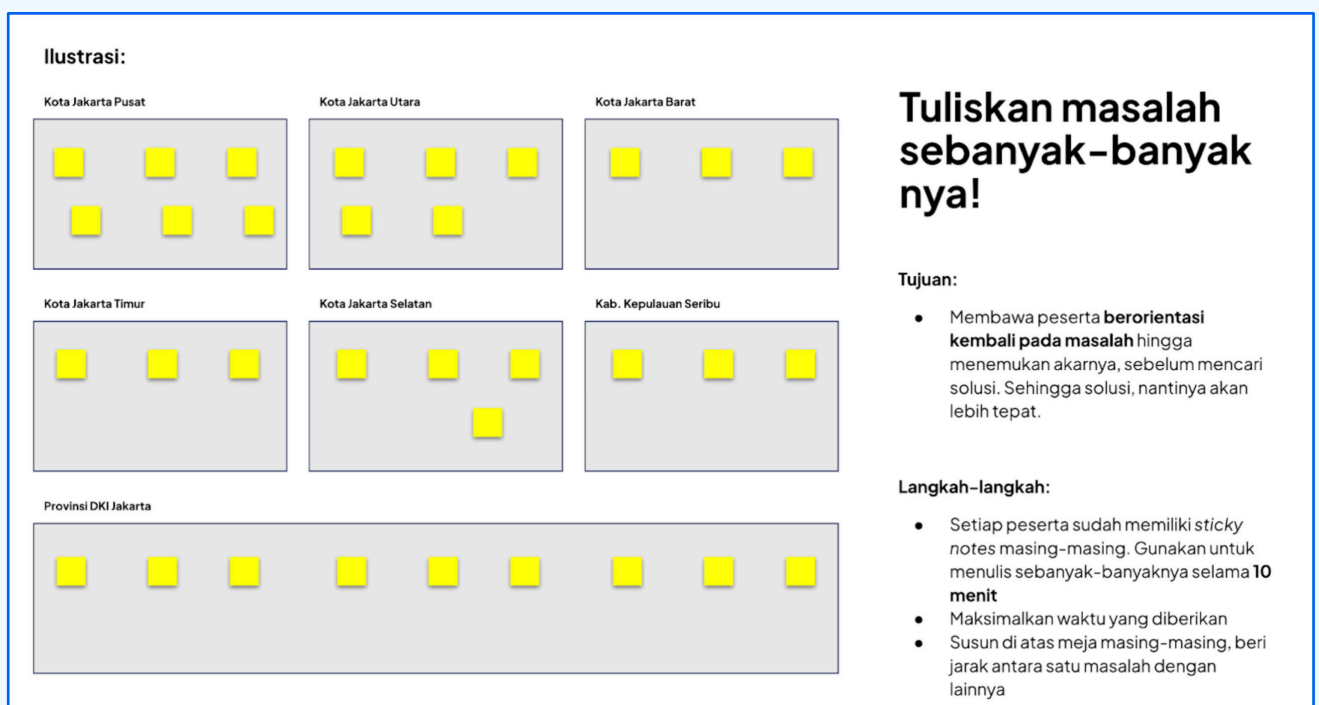 Ilustrasi:
Kota Jakarta Pusat
Kota Jakarta Utara
Kota Jakarta Barat
Kota Jakarta Timur
Kota Jakarta Selatan
Kab. Kepulauan Seribu
Provinsi DKI Jakarta
Tuliskan masalah
sebanyak-banyak
nya!
Tujuan:
● Membawa peserta berorientasi
kembali pada masalah hingga
menemukan akarnya, sebelum mencari
solusi. Sehingga solusi, nantinya akan
lebih tepat.
Langkah-langkah:
● Setiap peserta sudah memiliki sticky
notes masing-masing. Gunakan untuk
menulis sebanyak-banyaknya selama 10
menit
● Maksimalkan waktu yang diberikan
● Susun di atas meja masing-masing, beri
jarak antara satu masalah dengan
lainnya